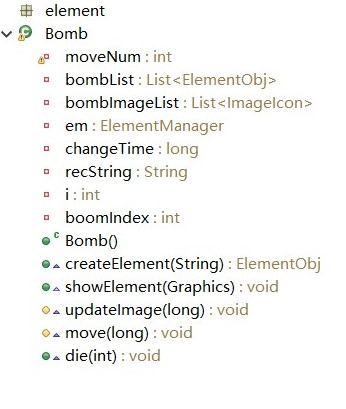 element
Bomb
moveNum : int
bombList : List<ElementObj>
bombImageList : List<ImageIcon>
em : ElementManager
changeTime : long
recString : String
i : int
boomIndex : int
Bomb()
createElement(String) : ElementObj
showElement(Graphics) : void
updateImage(long) : void
move(long) : void
die(int) : void